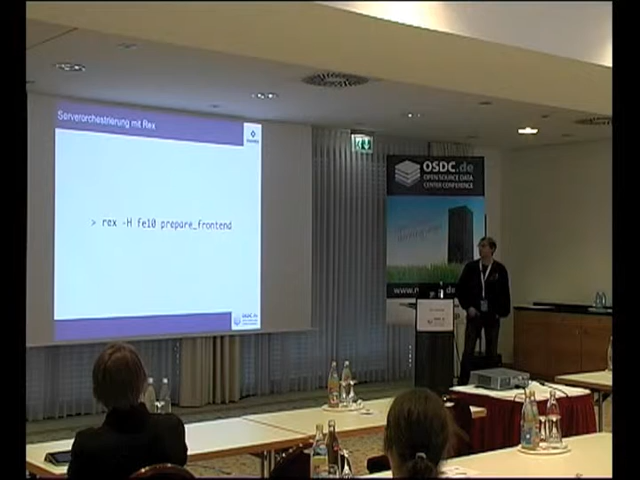 Serverorchestrierung mit Rex
> rex -H fe10 prepare_frontend
OSDC.de
OPEN SOURCE DATA
CENTER CONFERENCE